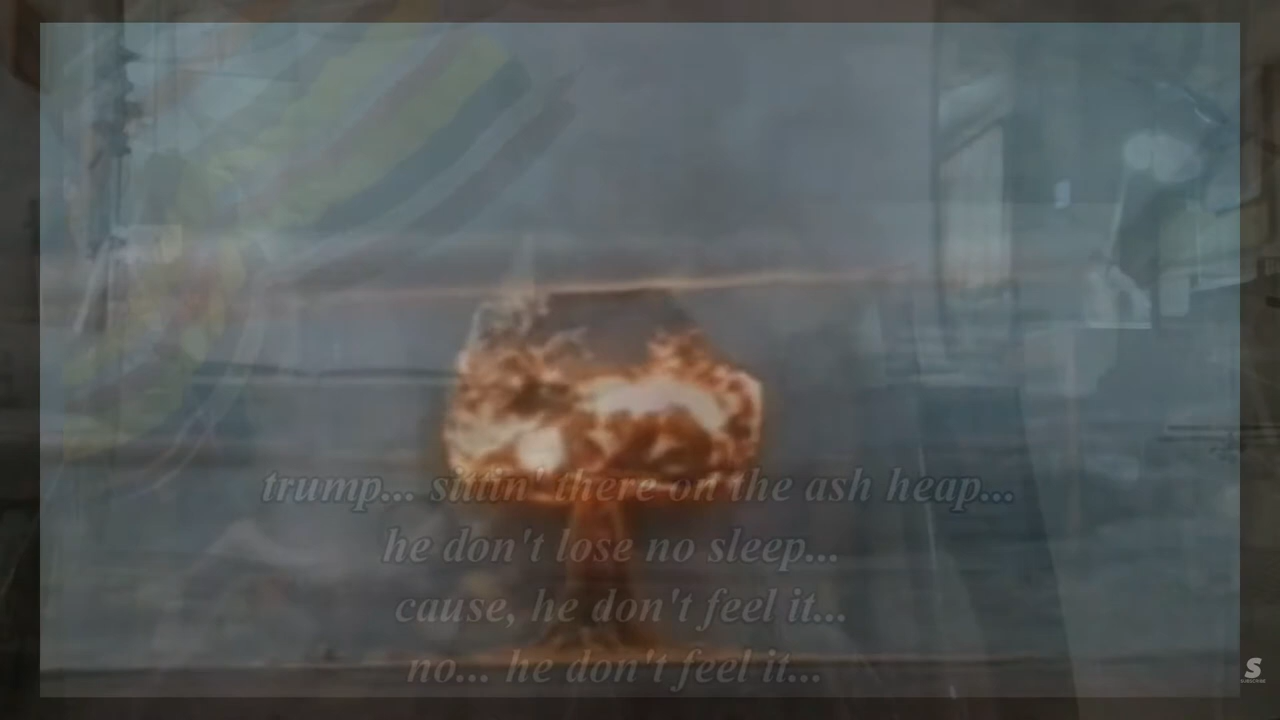 trump... sittin' there on the ash heap...
he don't lose no sleep...
cause, he don't feel it...
no... he don't feel it...
S
SUBSCRIBE